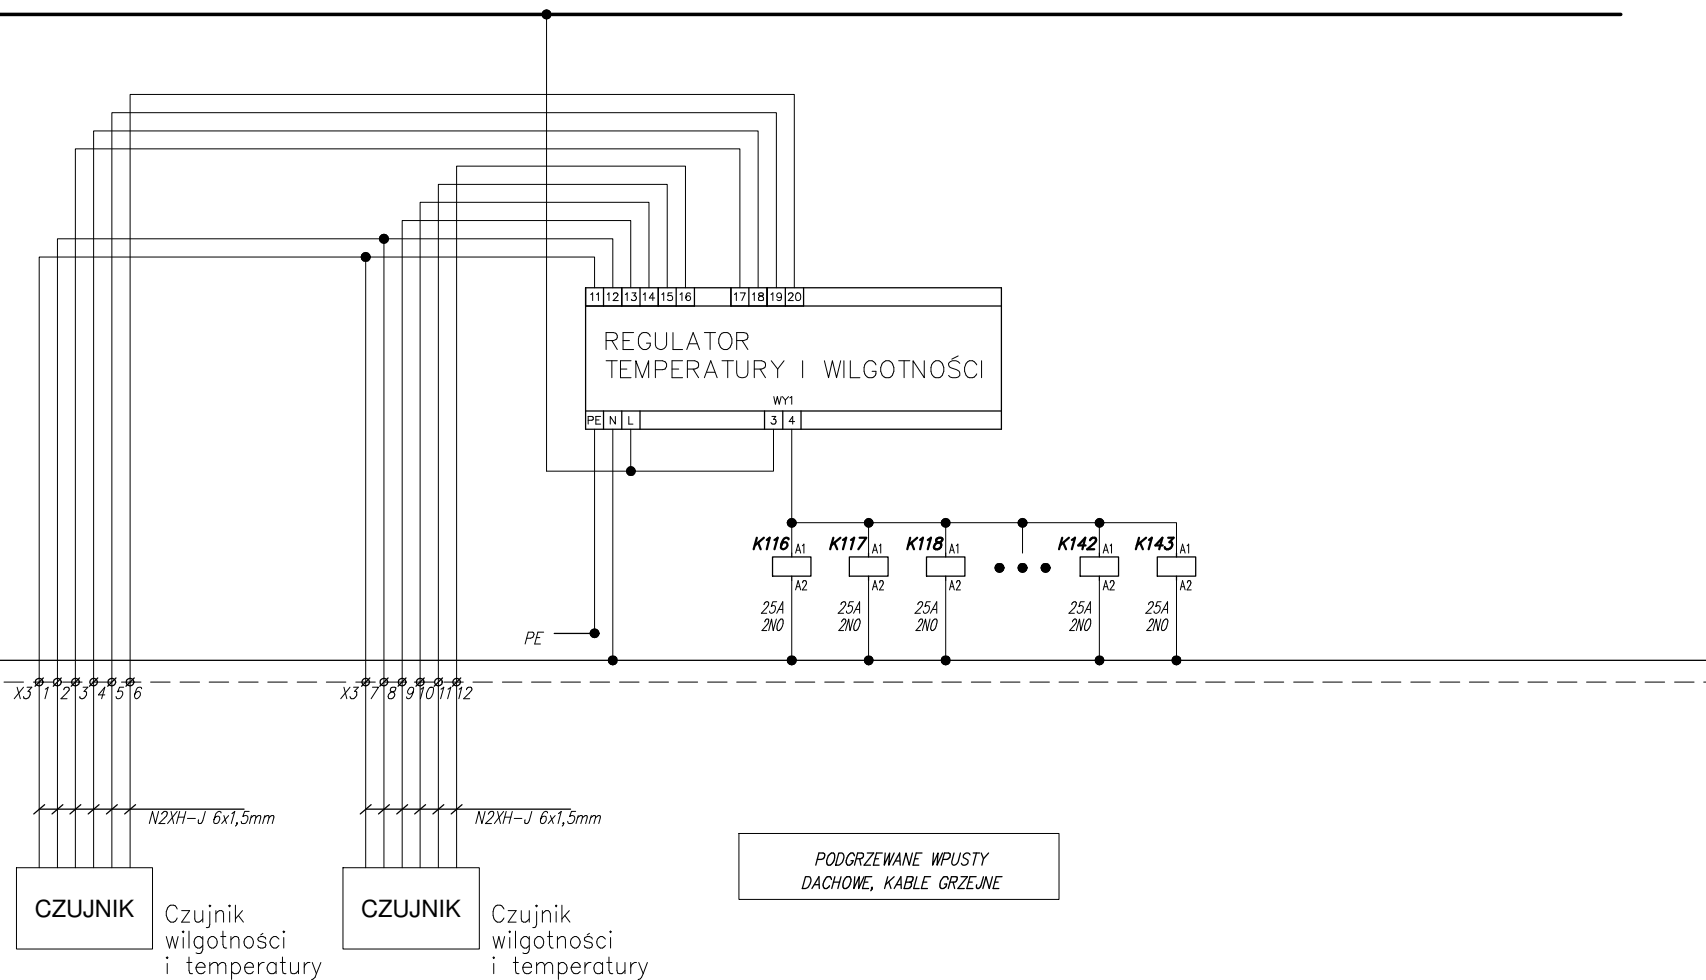 11 12 13 14 15 16 17 18 19 20
REGULATOR
TEMPERATURY I WILGOTNOŚCI
WY1
PE N L 3 4
K116 A1 K117 A1 K118 A1 K142 A1 K143 A1
A2 A2 A2 A2 A2
25A 25A 25A 25A 25A
2NO 2NO 2NO 2NO 2NO
PE
X3 1 2 3 4 5 6 X3 7 8 9 10 11 12
N2XH-J 6x1,5mm N2XH-J 6x1,5mm
PODGRZEWANE WPUSTY
DACHOWE, KABLE GRZEJNE
CZUJNIK
Czujnik
wilgotności
i temperatury
CZUJNIK
Czujnik
wilgotności
i temperatury